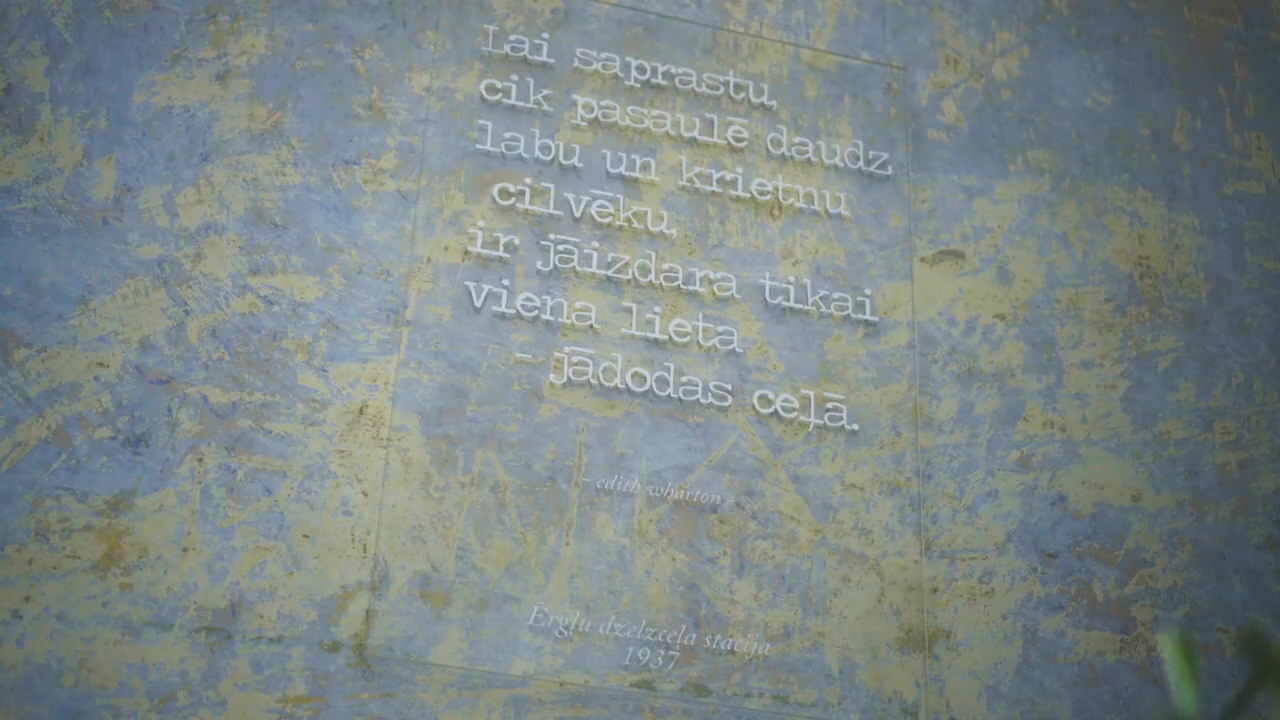 Lai saprastu,
cik pasaulē daudz
labu un krietnu
cilvēku,
ir jāizdara tikai
viena lieta
- jādodas ceļā.
- edith wharton -
Ērgļu dzelzceļa stacija
1937